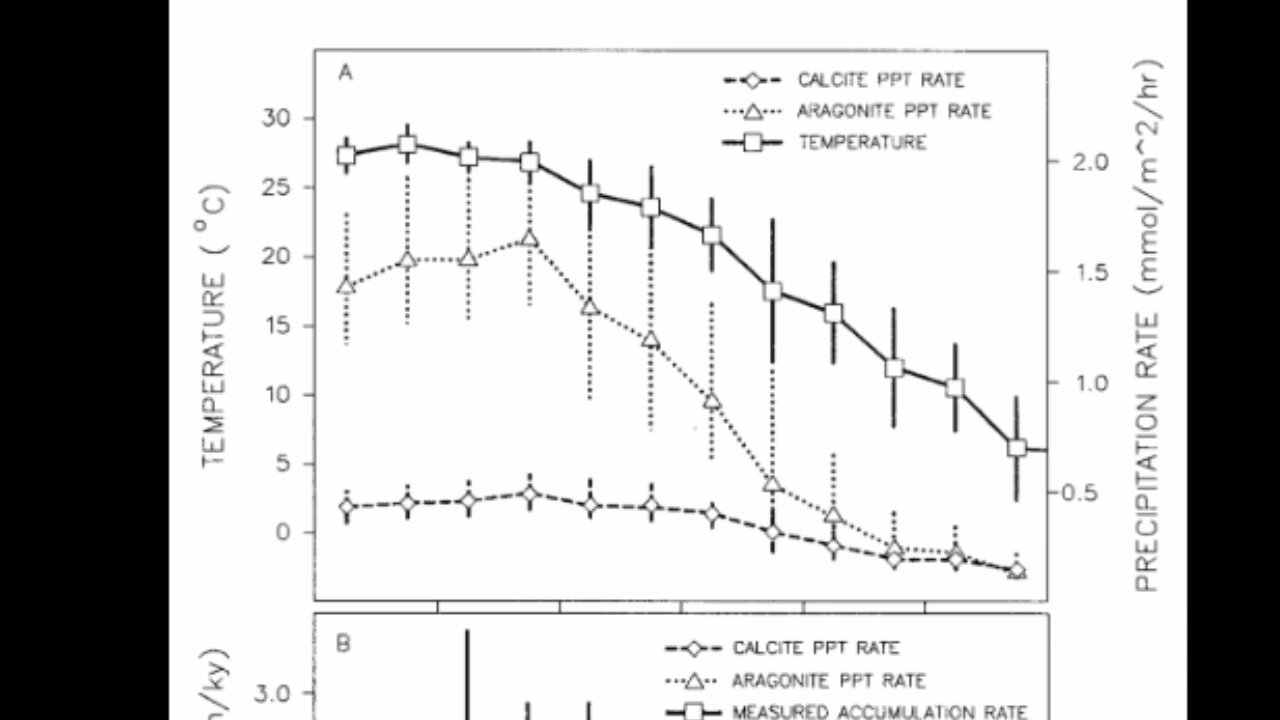 A
CALCITE PPT RATE
ARAGONITE PPT RATE
TEMPERATURE
TEMPERATURE ( °C)
30
25
20
15
10
5
0
2.0
1.5
1.0
0.5
PRECIPITATION RATE (mmol/m^2/hr)
B
CALCITE PPT RATE
ARAGONITE PPT RATE
MEASURED ACCUMULATION RATE
3.0
/ky)